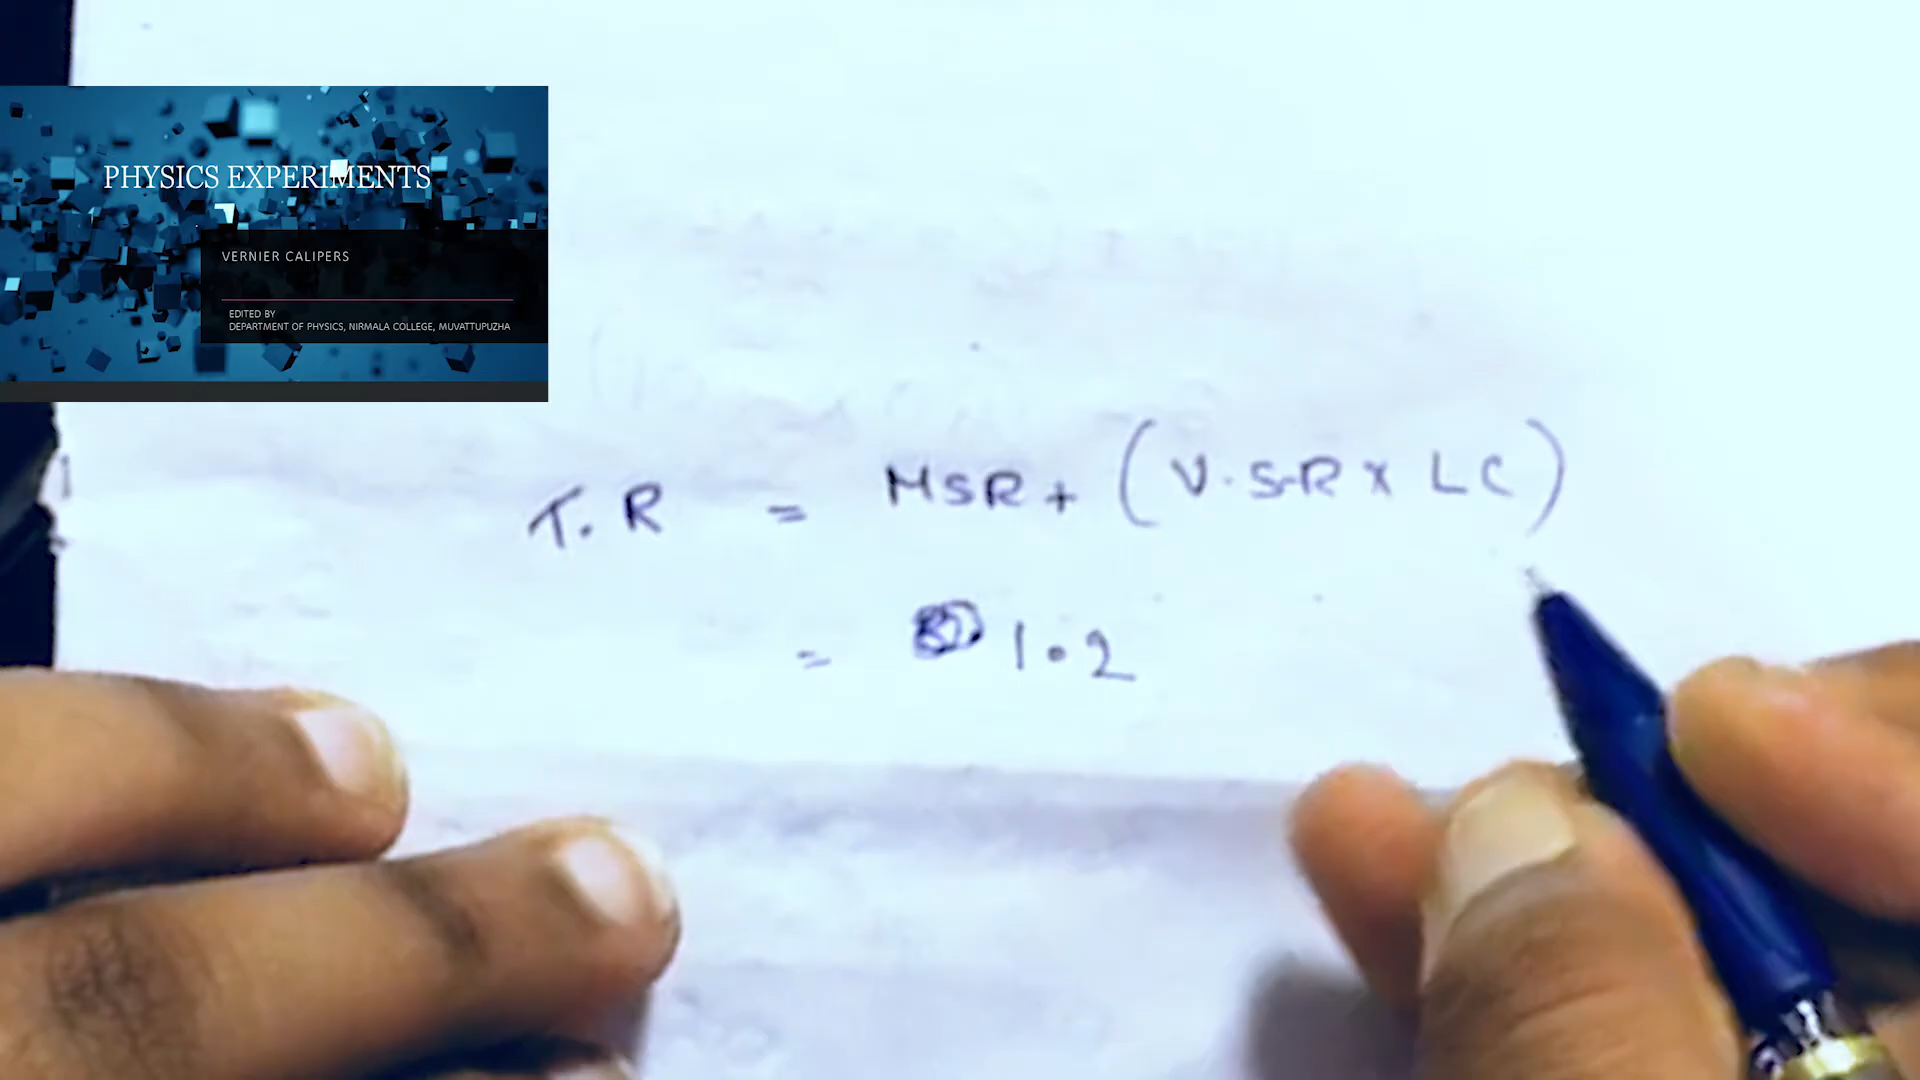 PHYSICS EXPERIMENTS
VERNIER CALIPERS
EDITED BY
DEPARTMENT OF PHYSICS, NIRMALA COLLEGE, MUVATTUPUZHA
T.R = MSR + (V.S.R x LC)
= 1.2